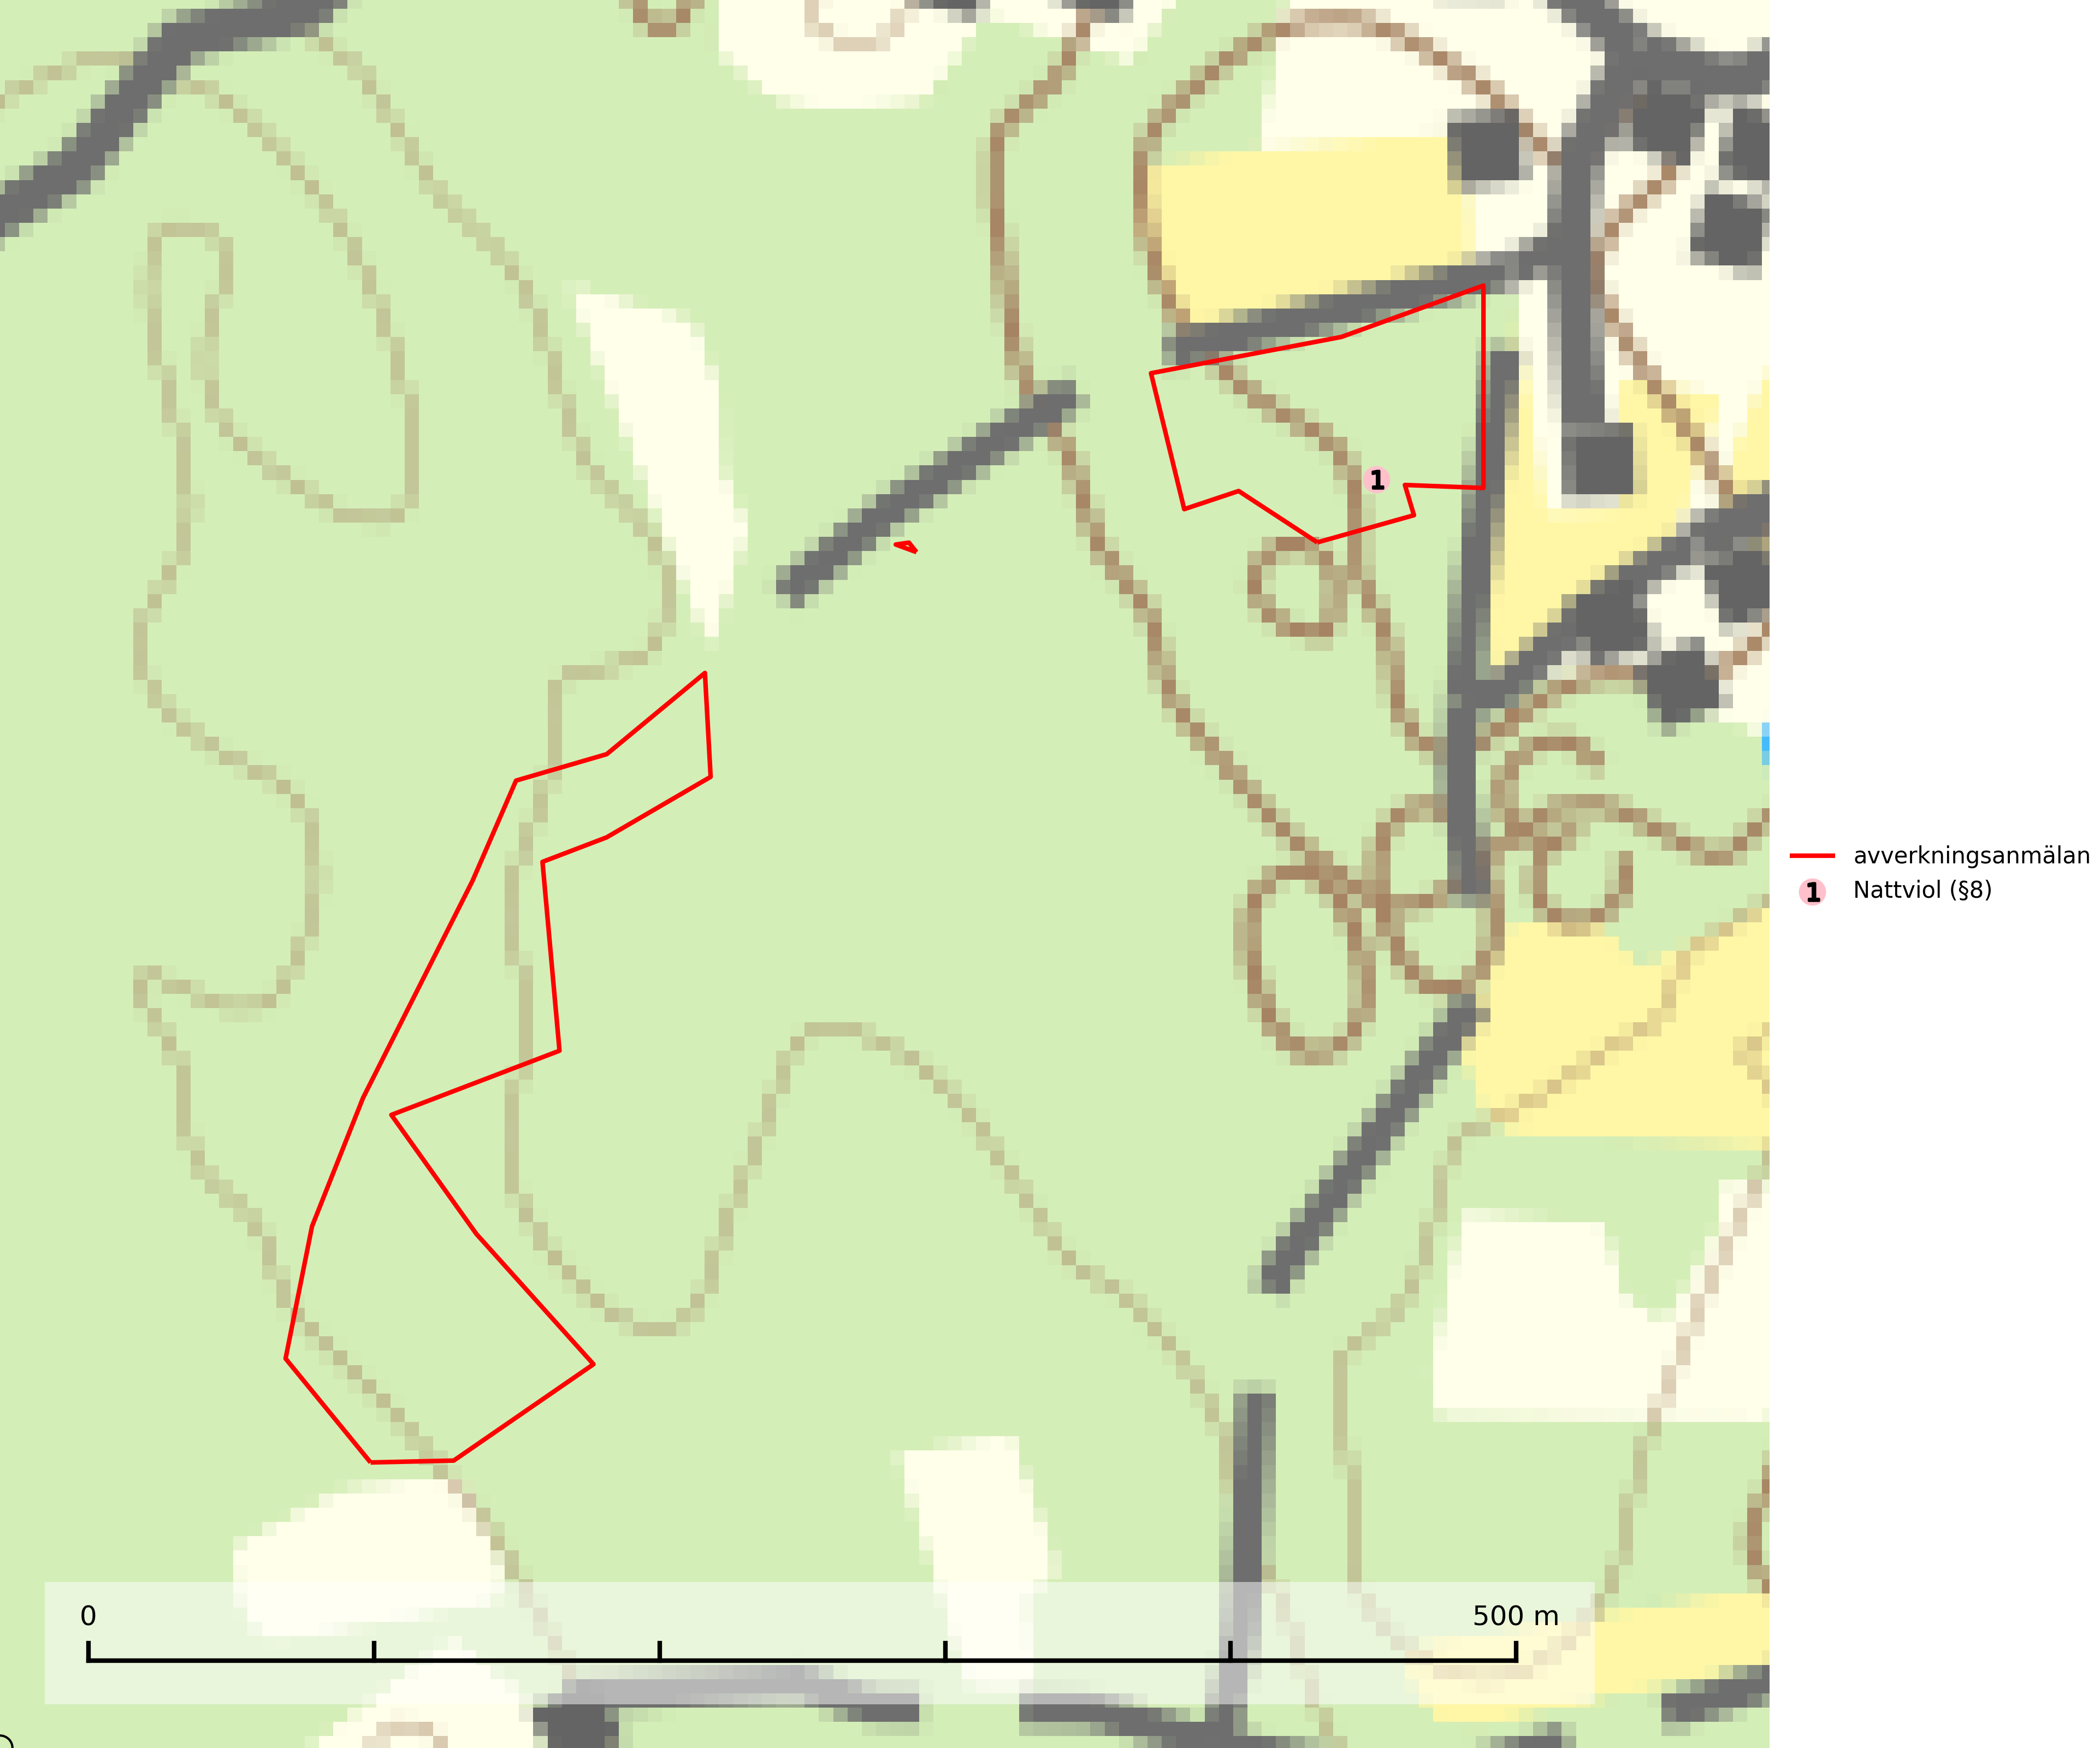 1
avverkningsanmälan
1 Nattviol (§8)
0 500 m